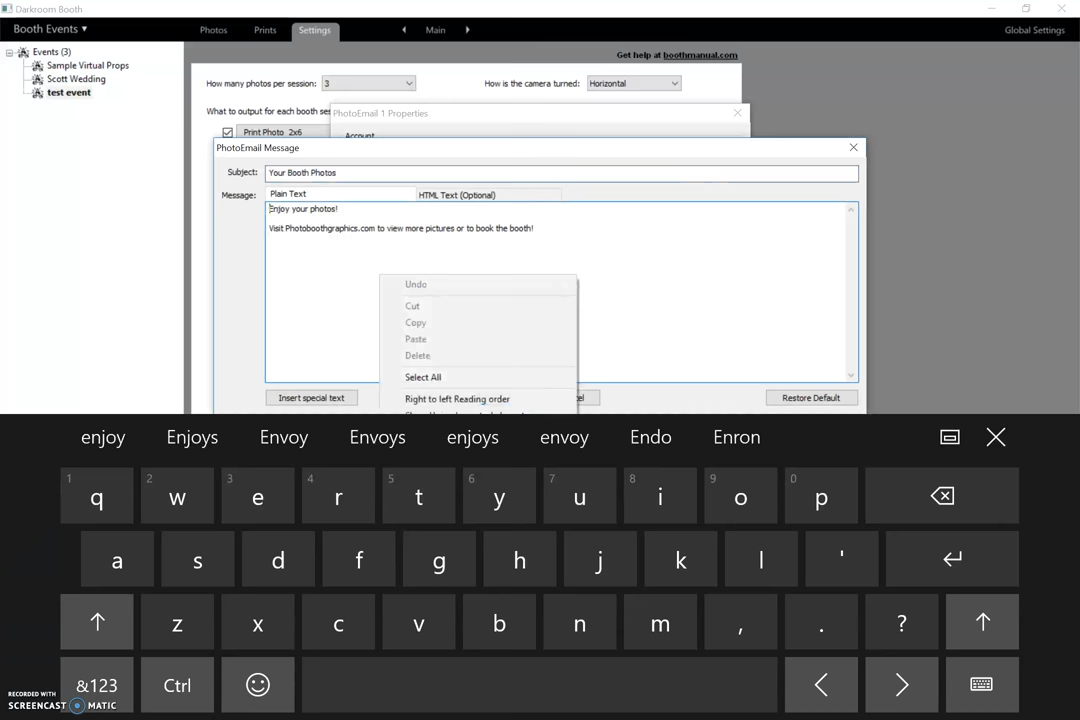 Darkroom Booth
Booth Events ▾
Photos
Prints
Settings
Main
Global Settings
Events (3)
Sample Virtual Props
Scott Wedding
test event
Get help at boothmanual.com
How many photos per session:
3
How is the camera turned:
Horizontal
What to output for each booth ses
Print Photo 2x6
PhotoEmail 1 Properties
Account
PhotoEmail Message
Subject:
Your Booth Photos
Message:
Plain Text
HTML Text (Optional)
Enjoy your photos!
Visit Photoboothgraphics.com to view more pictures or to book the booth!
Undo
Cut
Copy
Paste
Delete
Select All
Right to left Reading order
Insert special text
el
Restore Default
enjoy
Enjoys
Envoy
Envoys
enjoys
envoy
Endo
Enron
1 q
2 w
3 e
4 r
5 t
6 y
7 u
8 i
9 o
0 p
a
s
d
f
g
h
j
k
l
'
z
x
c
v
b
n
m
,
.
?
&123
Ctrl
RECORDED WITH
SCREENCAST MATIC